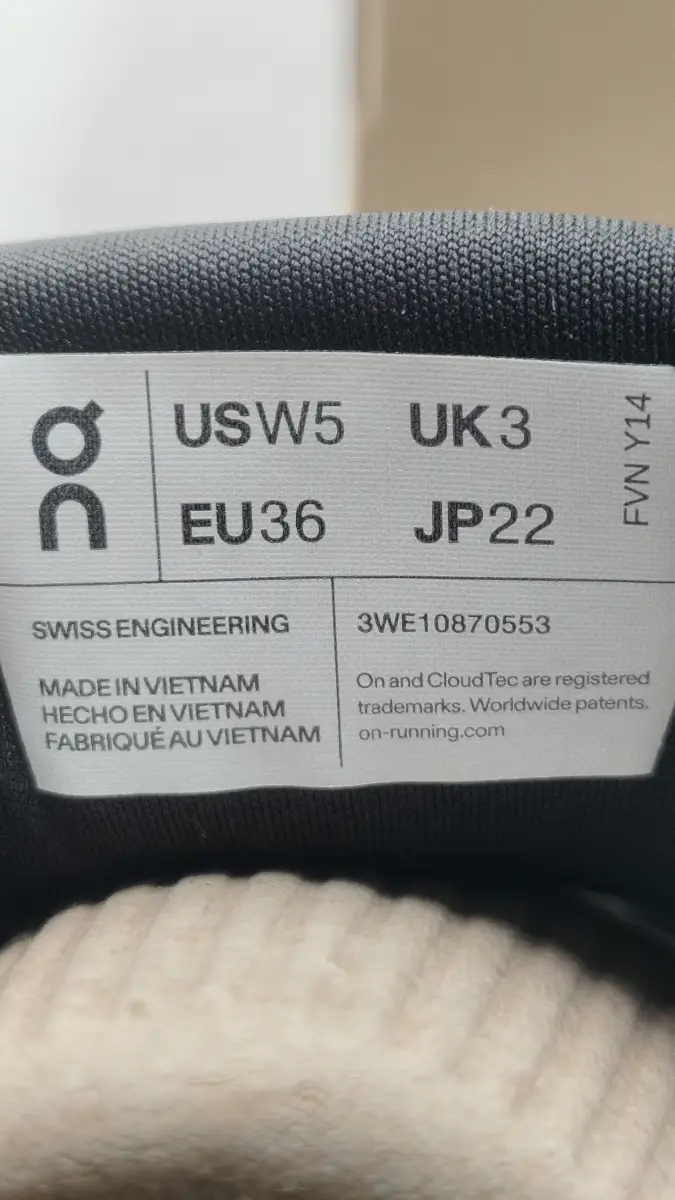 On
USW5 UK3
EU36 JP22
FVN Y14
SWISS ENGINEERING
3WE10870553
MADE IN VIETNAM
HECHO EN VIETNAM
FABRIQUÉ AU VIETNAM
On and CloudTec are registered
trademarks. Worldwide patents.
on-running.com